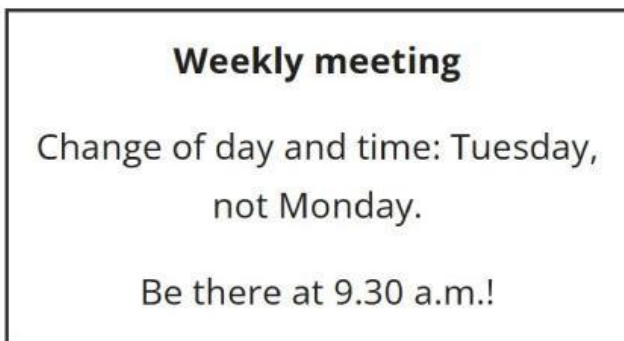 Weekly meeting
Change of day and time: Tuesday,
not Monday.
Be there at 9.30 a.m.!